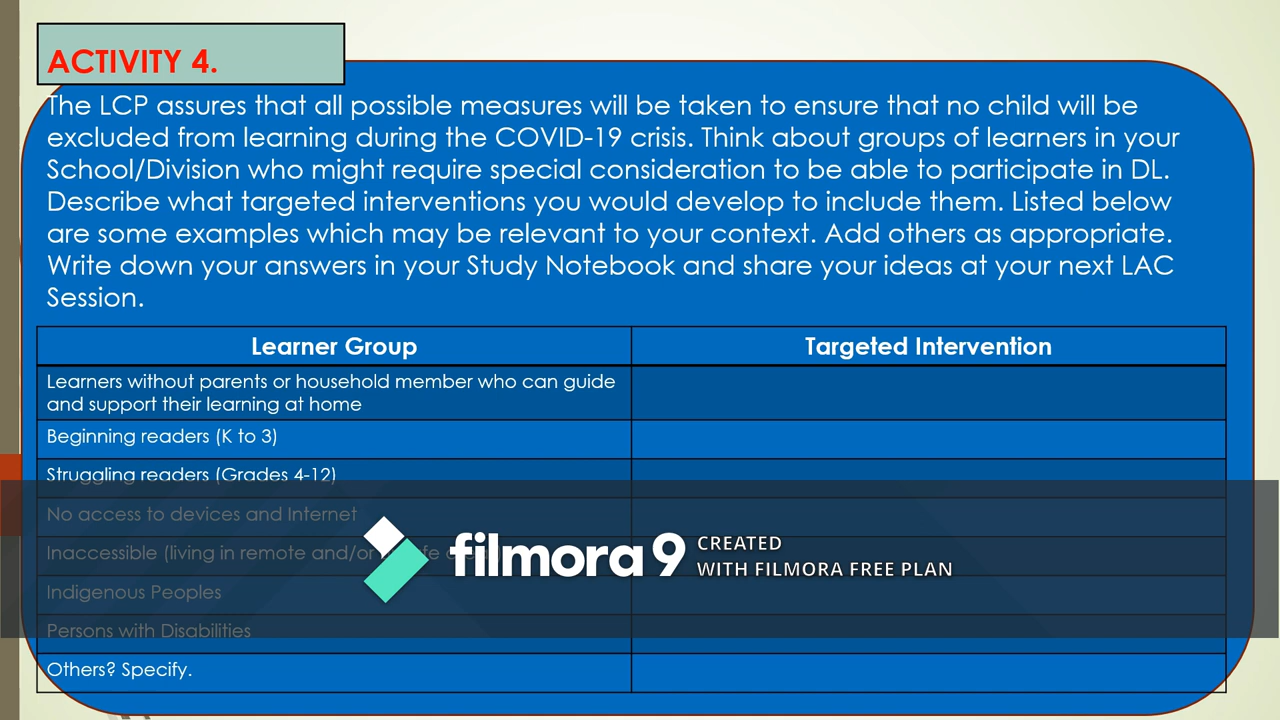 ACTIVITY 4.
The LCP assures that all possible measures will be taken to ensure that no child will be
excluded from learning during the COVID-19 crisis. Think about groups of learners in your
School/Division who might require special consideration to be able to participate in DL.
Describe what targeted interventions you would develop to include them. Listed below
are some examples which may be relevant to your context. Add others as appropriate.
Write down your answers in your Study Notebook and share your ideas at your next LAC
Session.
Learner Group
Targeted Intervention
Learners without parents or household member who can guide
and support their learning at home
Beginning readers (K to 3)
Struggling readers (Grades 4-12)
No access to devices and Internet
Inaccessible (living in remote and/or
Indigenous Peoples
Persons with Disabilities
Others? Specify.
filmora 9
CREATED
WITH FILMORA FREE PLAN